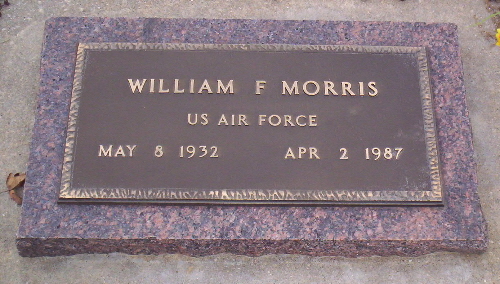 WILLIAM F MORRIS
US AIR FORCE
MAY 8 1932 APR 2 1987